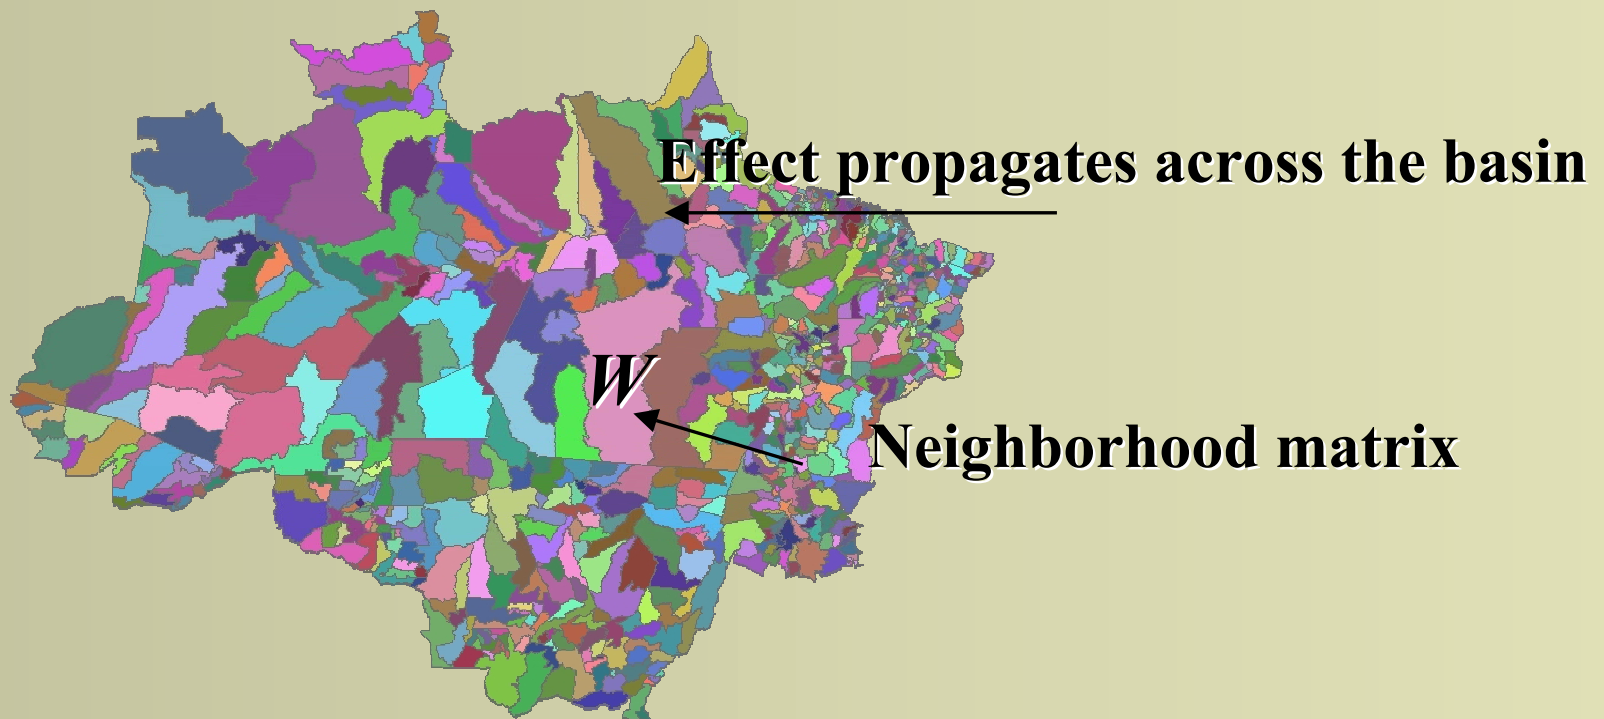 Effect propagates across the basin
W
Neighborhood matrix